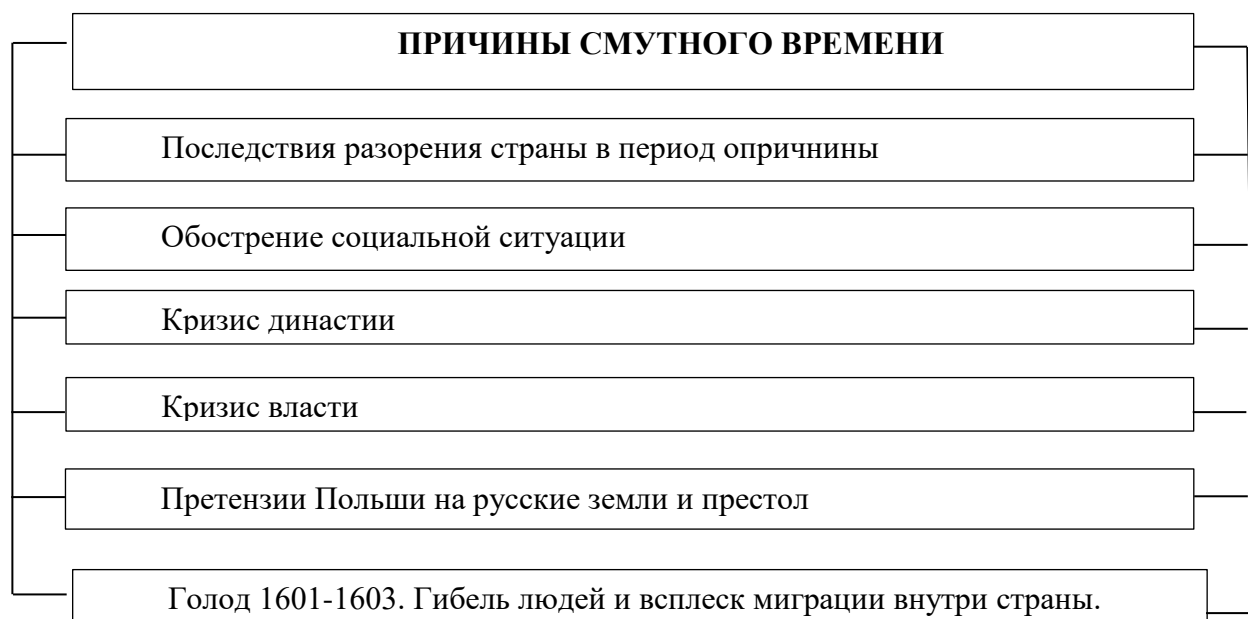 ПРИЧИНЫ СМУТНОГО ВРЕМЕНИ
Последствия разорения страны в период опричнины
Обострение социальной ситуации
Кризис династии
Кризис власти
Претензии Польши на русские земли и престол
Голод 1601-1603. Гибель людей и всплеск миграции внутри страны.